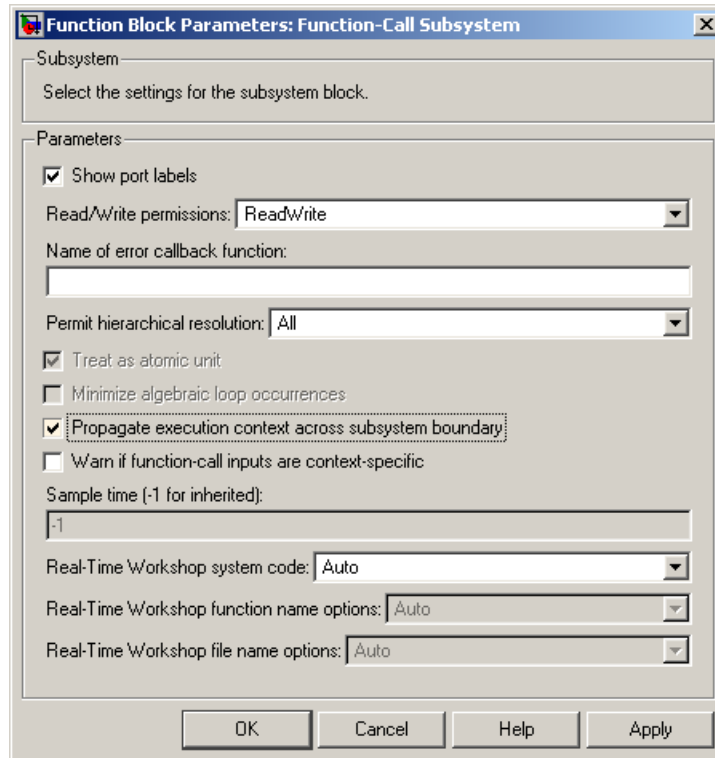 Function Block Parameters: Function-Call Subsystem
Subsystem
Select the settings for the subsystem block.
Parameters
Show port labels
Read/Write permissions: ReadWrite
Name of error callback function:
Permit hierarchical resolution: All
Treat as atomic unit
Minimize algebraic loop occurrences
Propagate execution context across subsystem boundary
Warn if function-call inputs are context-specific
Sample time (-1 for inherited):
-1
Real-Time Workshop system code: Auto
Real-Time Workshop function name options: Auto
Real-Time Workshop file name options: Auto
OK Cancel Help Apply